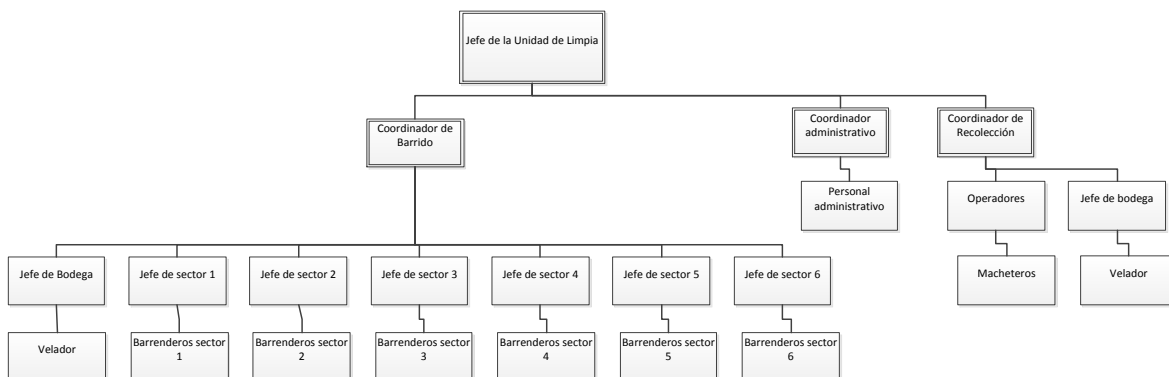 Jefe de la Unidad de Limpia
Coordinador de
Barrido
Coordinador
administrativo
Coordinador de
Recolección
Personal
administrativo
Operadores
Jefe de bodega
Jefe de Bodega
Jefe de sector 1
Jefe de sector 2
Jefe de sector 3
Jefe de sector 4
Jefe de sector 5
Jefe de sector 6
Macheteros
Velador
Velador
Barrenderos sector
1
Barrenderos sector
2
Barrenderos sector
3
Barrenderos sector
4
Barrenderos sector
5
Barrenderos sector
6